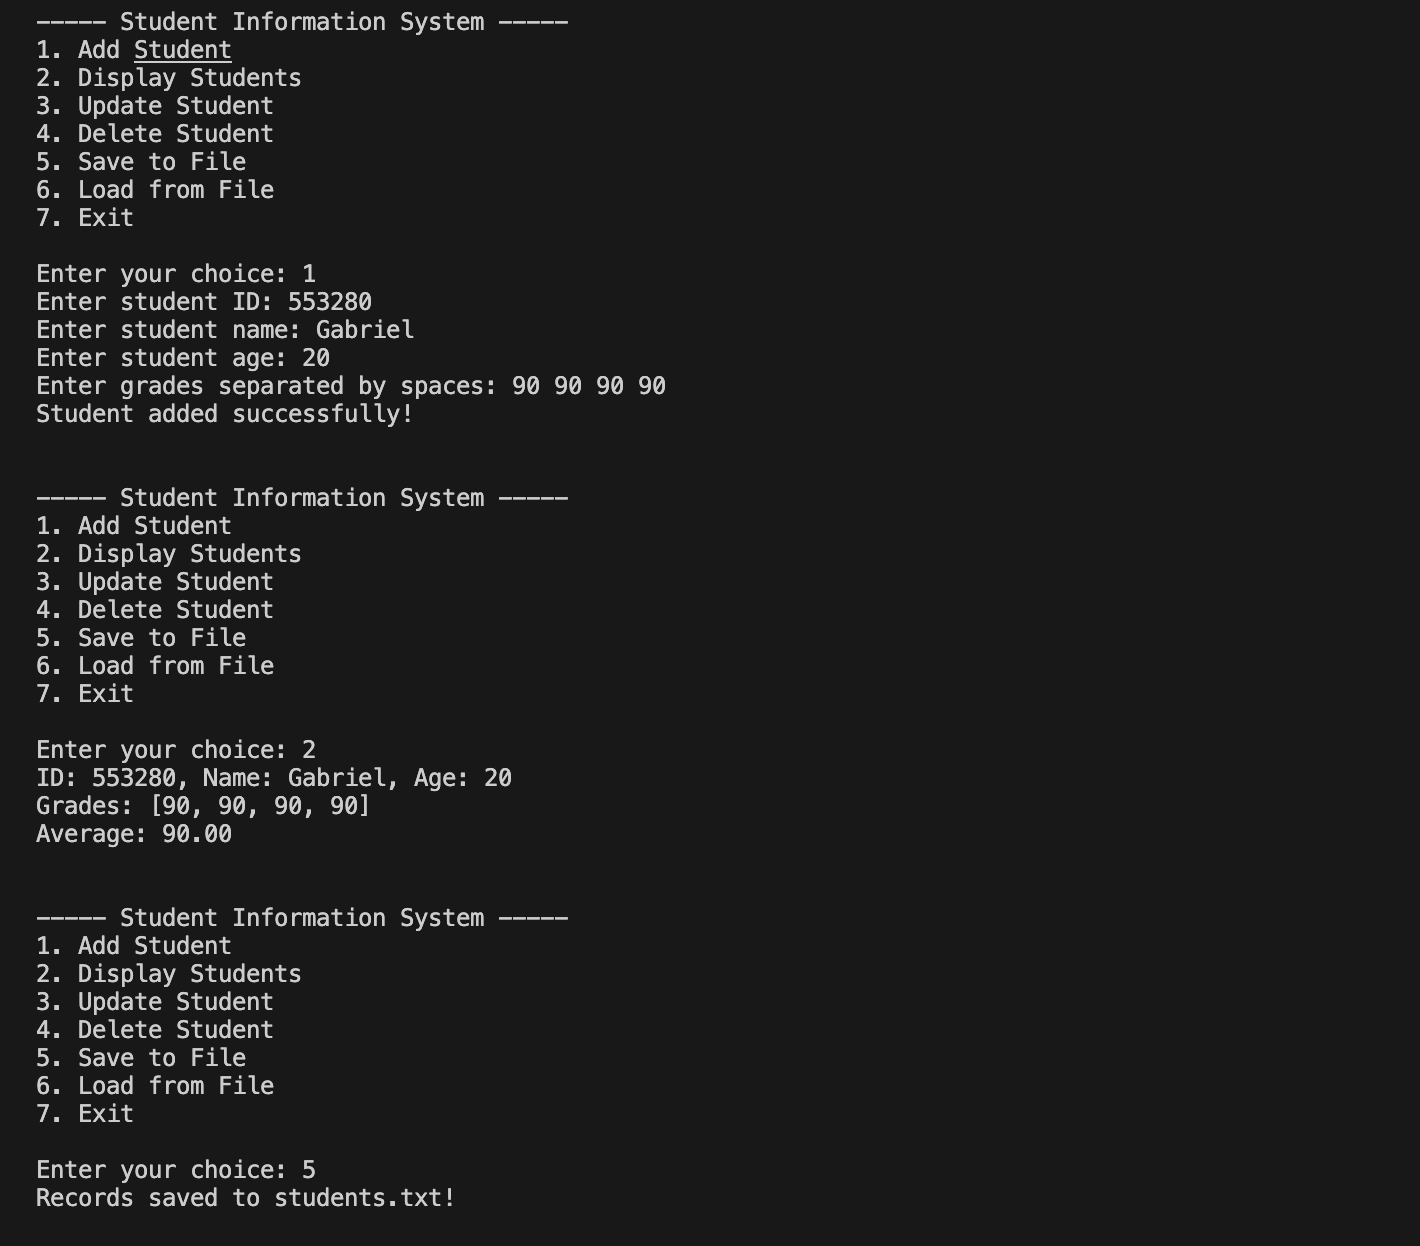 ----- Student Information System -----
1. Add Student
2. Display Students
3. Update Student
4. Delete Student
5. Save to File
6. Load from File
7. Exit
Enter your choice: 1
Enter student ID: 553280
Enter student name: Gabriel
Enter student age: 20
Enter grades separated by spaces: 90 90 90 90
Student added successfully!
----- Student Information System -----
1. Add Student
2. Display Students
3. Update Student
4. Delete Student
5. Save to File
6. Load from File
7. Exit
Enter your choice: 2
ID: 553280, Name: Gabriel, Age: 20
Grades: [90, 90, 90, 90]
Average: 90.00
----- Student Information System -----
1. Add Student
2. Display Students
3. Update Student
4. Delete Student
5. Save to File
6. Load from File
7. Exit
Enter your choice: 5
Records saved to students.txt!